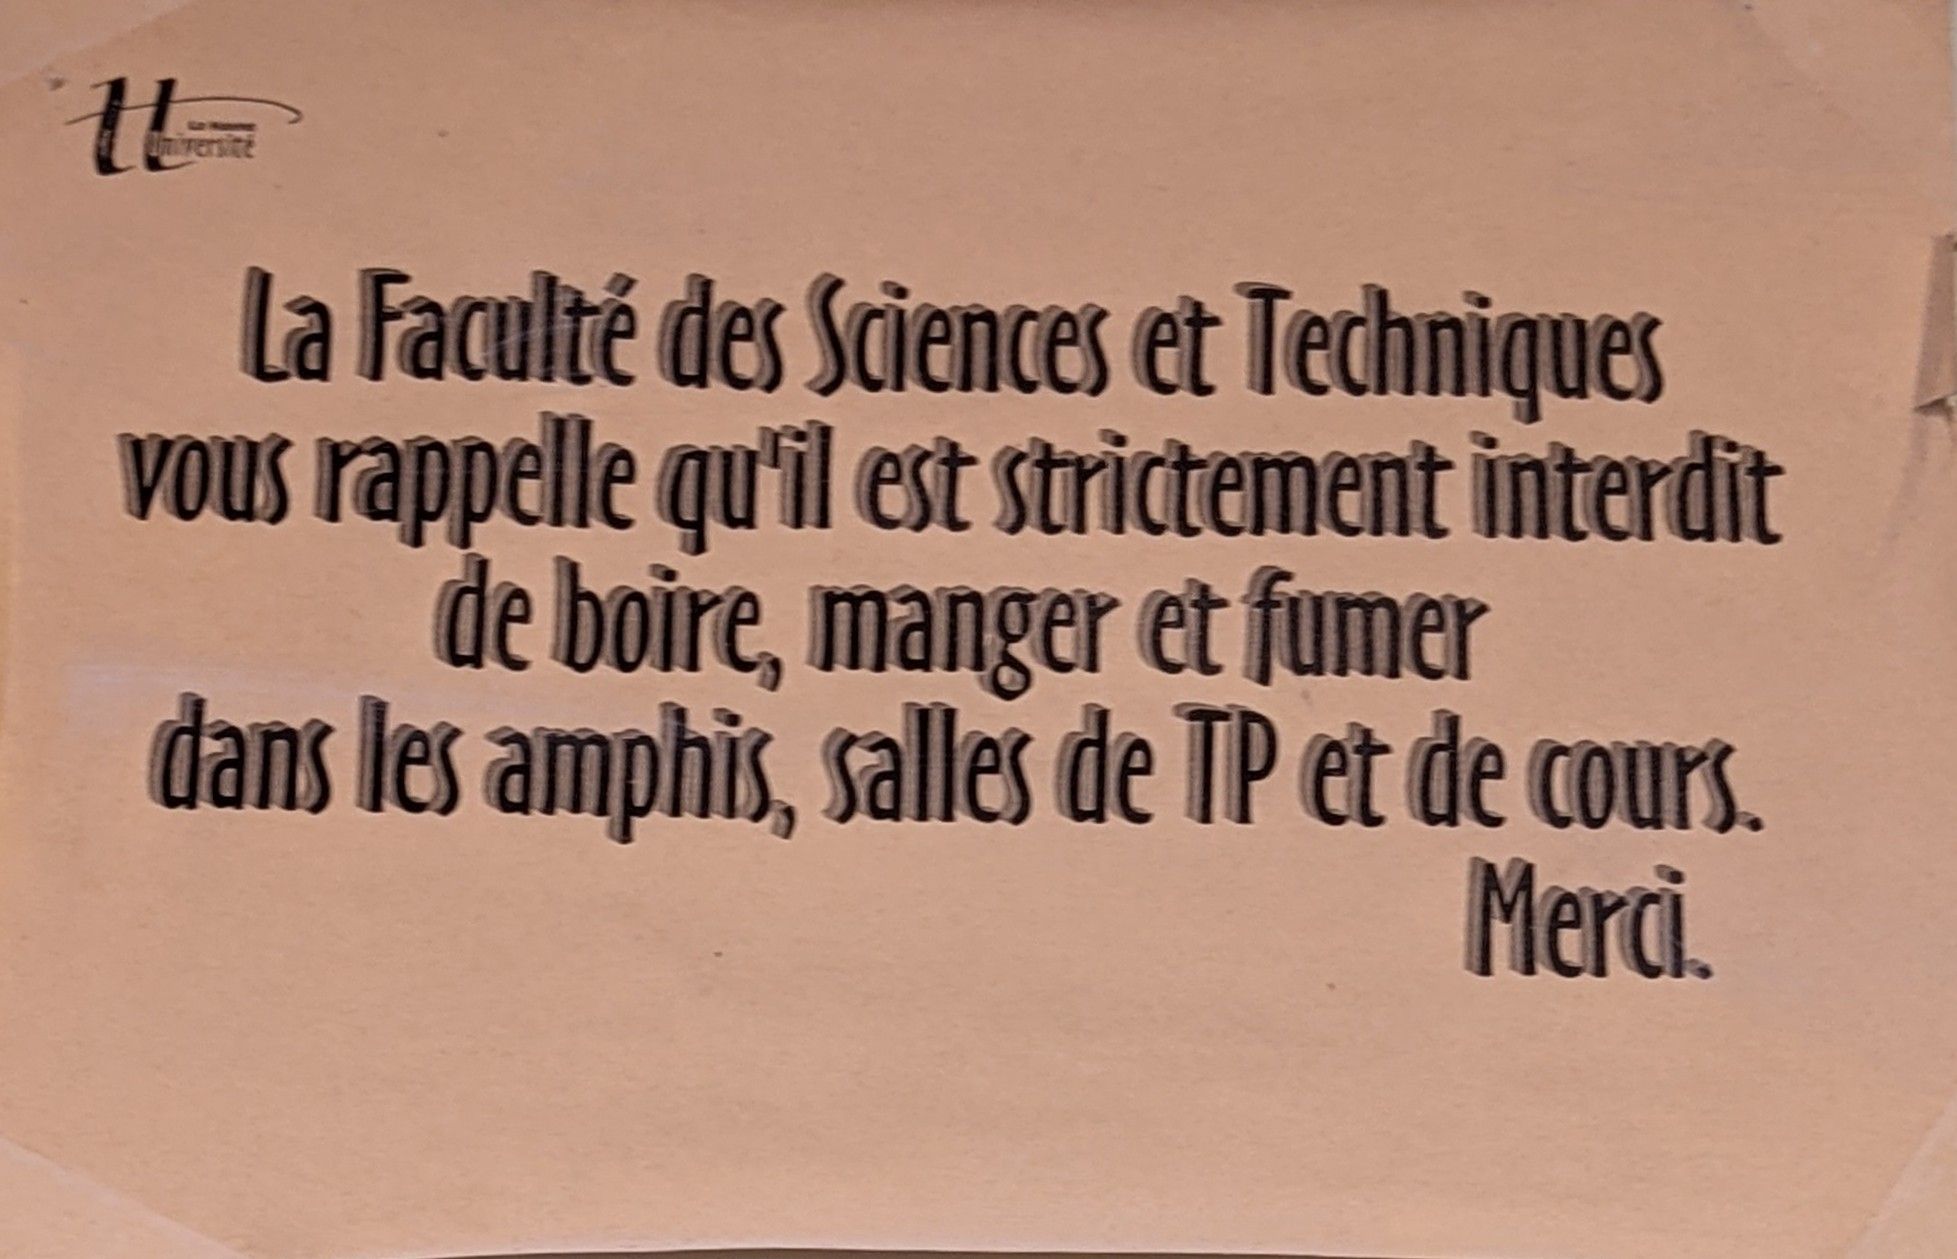 Université
La Faculté des Sciences et Techniques
vous rappelle qu'il est strictement interdit
de boire, manger et fumer
dans les amphis, salles de TP et de cours.
Merci.